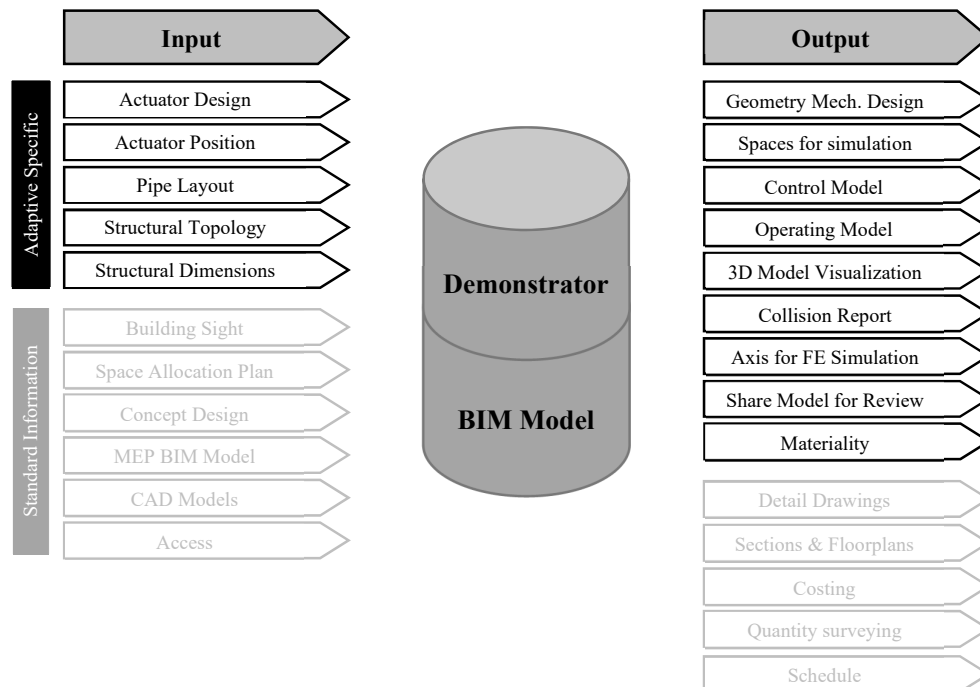 Input
Adaptive Specific
Actuator Design
Actuator Position
Pipe Layout
Structural Topology
Structural Dimensions
Standard Information
Building Sight
Space Allocation Plan
Concept Design
MEP BIM Model
CAD Models
Access
Demonstrator
BIM Model
Output
Geometry Mech. Design
Spaces for simulation
Control Model
Operating Model
3D Model Visualization
Collision Report
Axis for FE Simulation
Share Model for Review
Materiality
Detail Drawings
Sections & Floorplans
Costing
Quantity surveying
Schedule